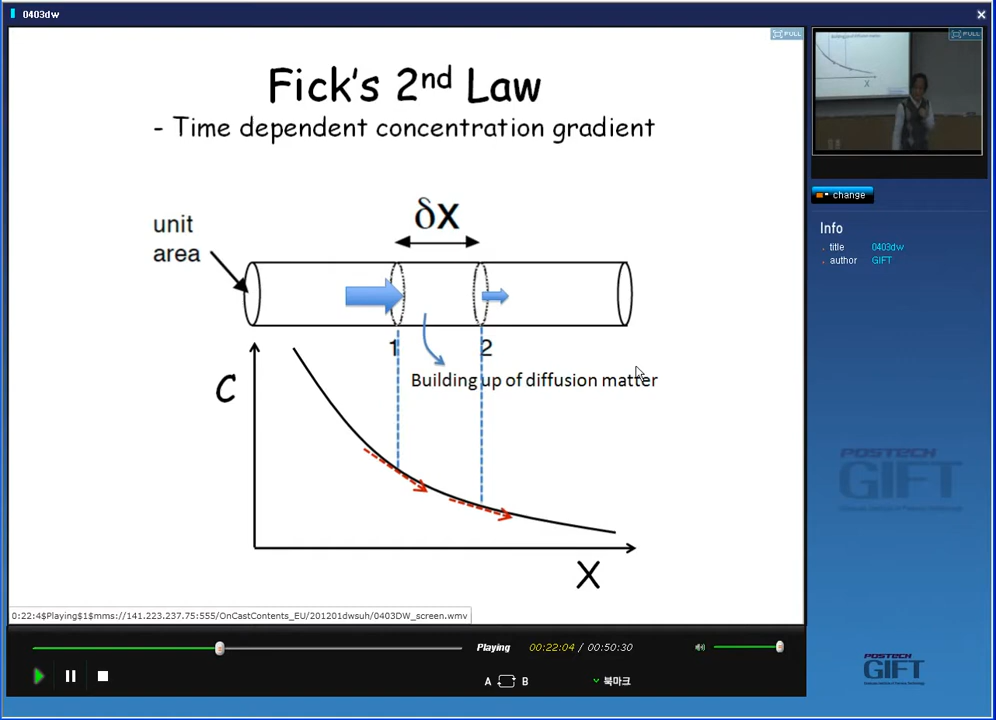 0403dw
FULL
Fick's 2nd Law
- Time dependent concentration gradient
unit
area
δX
1
2
Building up of diffusion matter
C
X
0:22:4$Playing$1$mms://141.223.237.75:555/OnCastContents_EU/201201dwsuh/0403DW_screen.wmv
Playing
00:22:04 / 00:50:30
A B
북마크
FULL
X
change
Info
title 0403dw
author GIFT
POSTECH
GIFT
POSTECH
GIFT